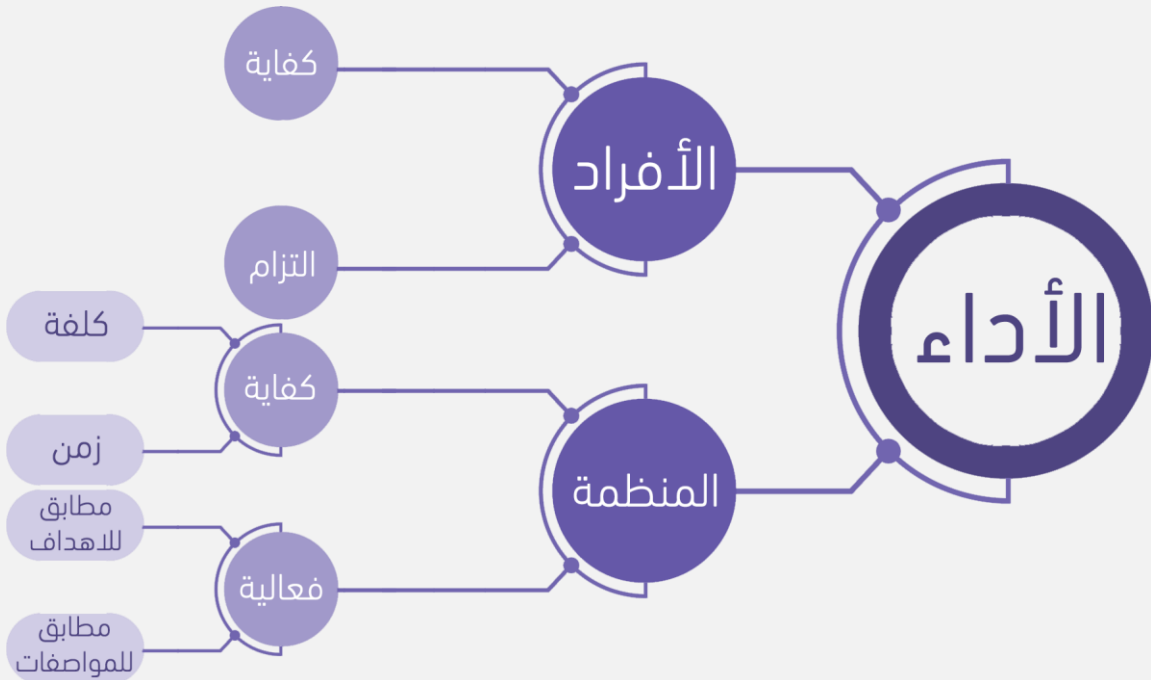 الأداء
الأفراد
كفاية
التزام
المنظمة
كفاية
كلفة
زمن
فعالية
مطابق
للاهداف
مطابق
للمواصفات